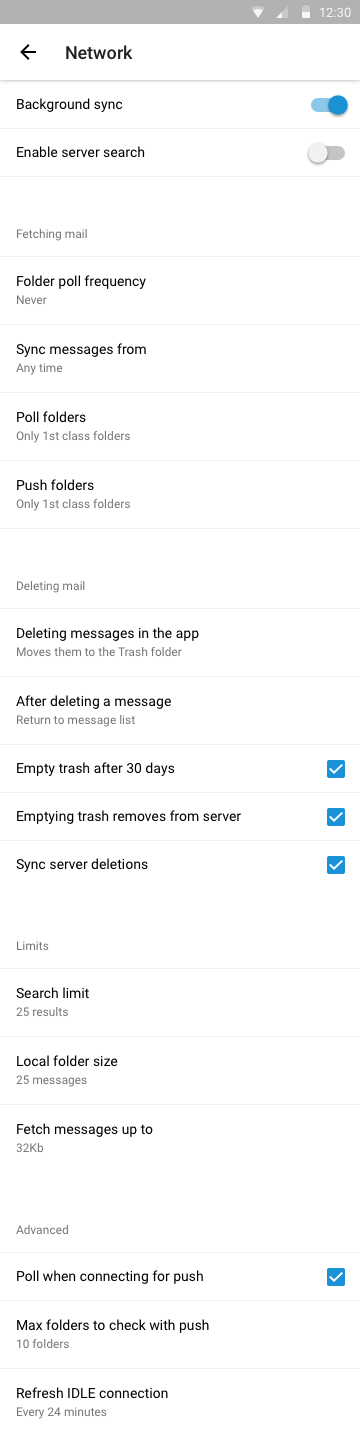 12:30
Network
Background sync
Enable server search
Fetching mail
Folder poll frequency
Never
Sync messages from
Any time
Poll folders
Only 1st class folders
Push folders
Only 1st class folders
Deleting mail
Deleting messages in the app
Moves them to the Trash folder
After deleting a message
Return to message list
Empty trash after 30 days
Emptying trash removes from server
Sync server deletions
Limits
Search limit
25 results
Local folder size
25 messages
Fetch messages up to
32Kb
Advanced
Poll when connecting for push
Max folders to check with push
10 folders
Refresh IDLE connection
Every 24 minutes